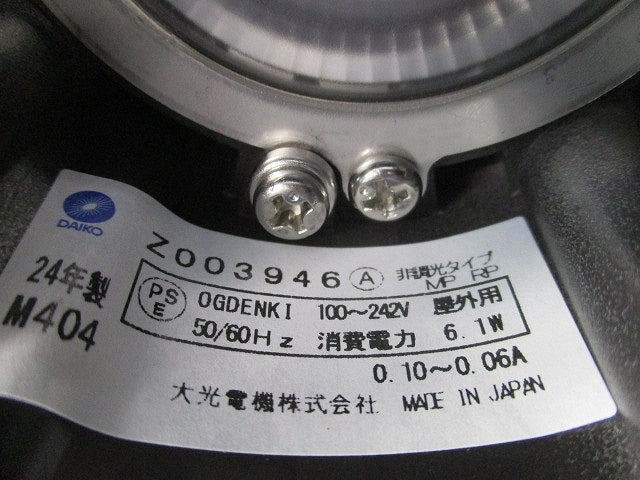 DAIKO
Z003946 Ⓐ 非調光タイプ
MP RP
24年製
M404
PSE OGDENKI 100～242V 屋外用
50/60Hz 消費電力 6.1W
0.10～0.06A
大光電機株式会社 MADE IN JAPAN